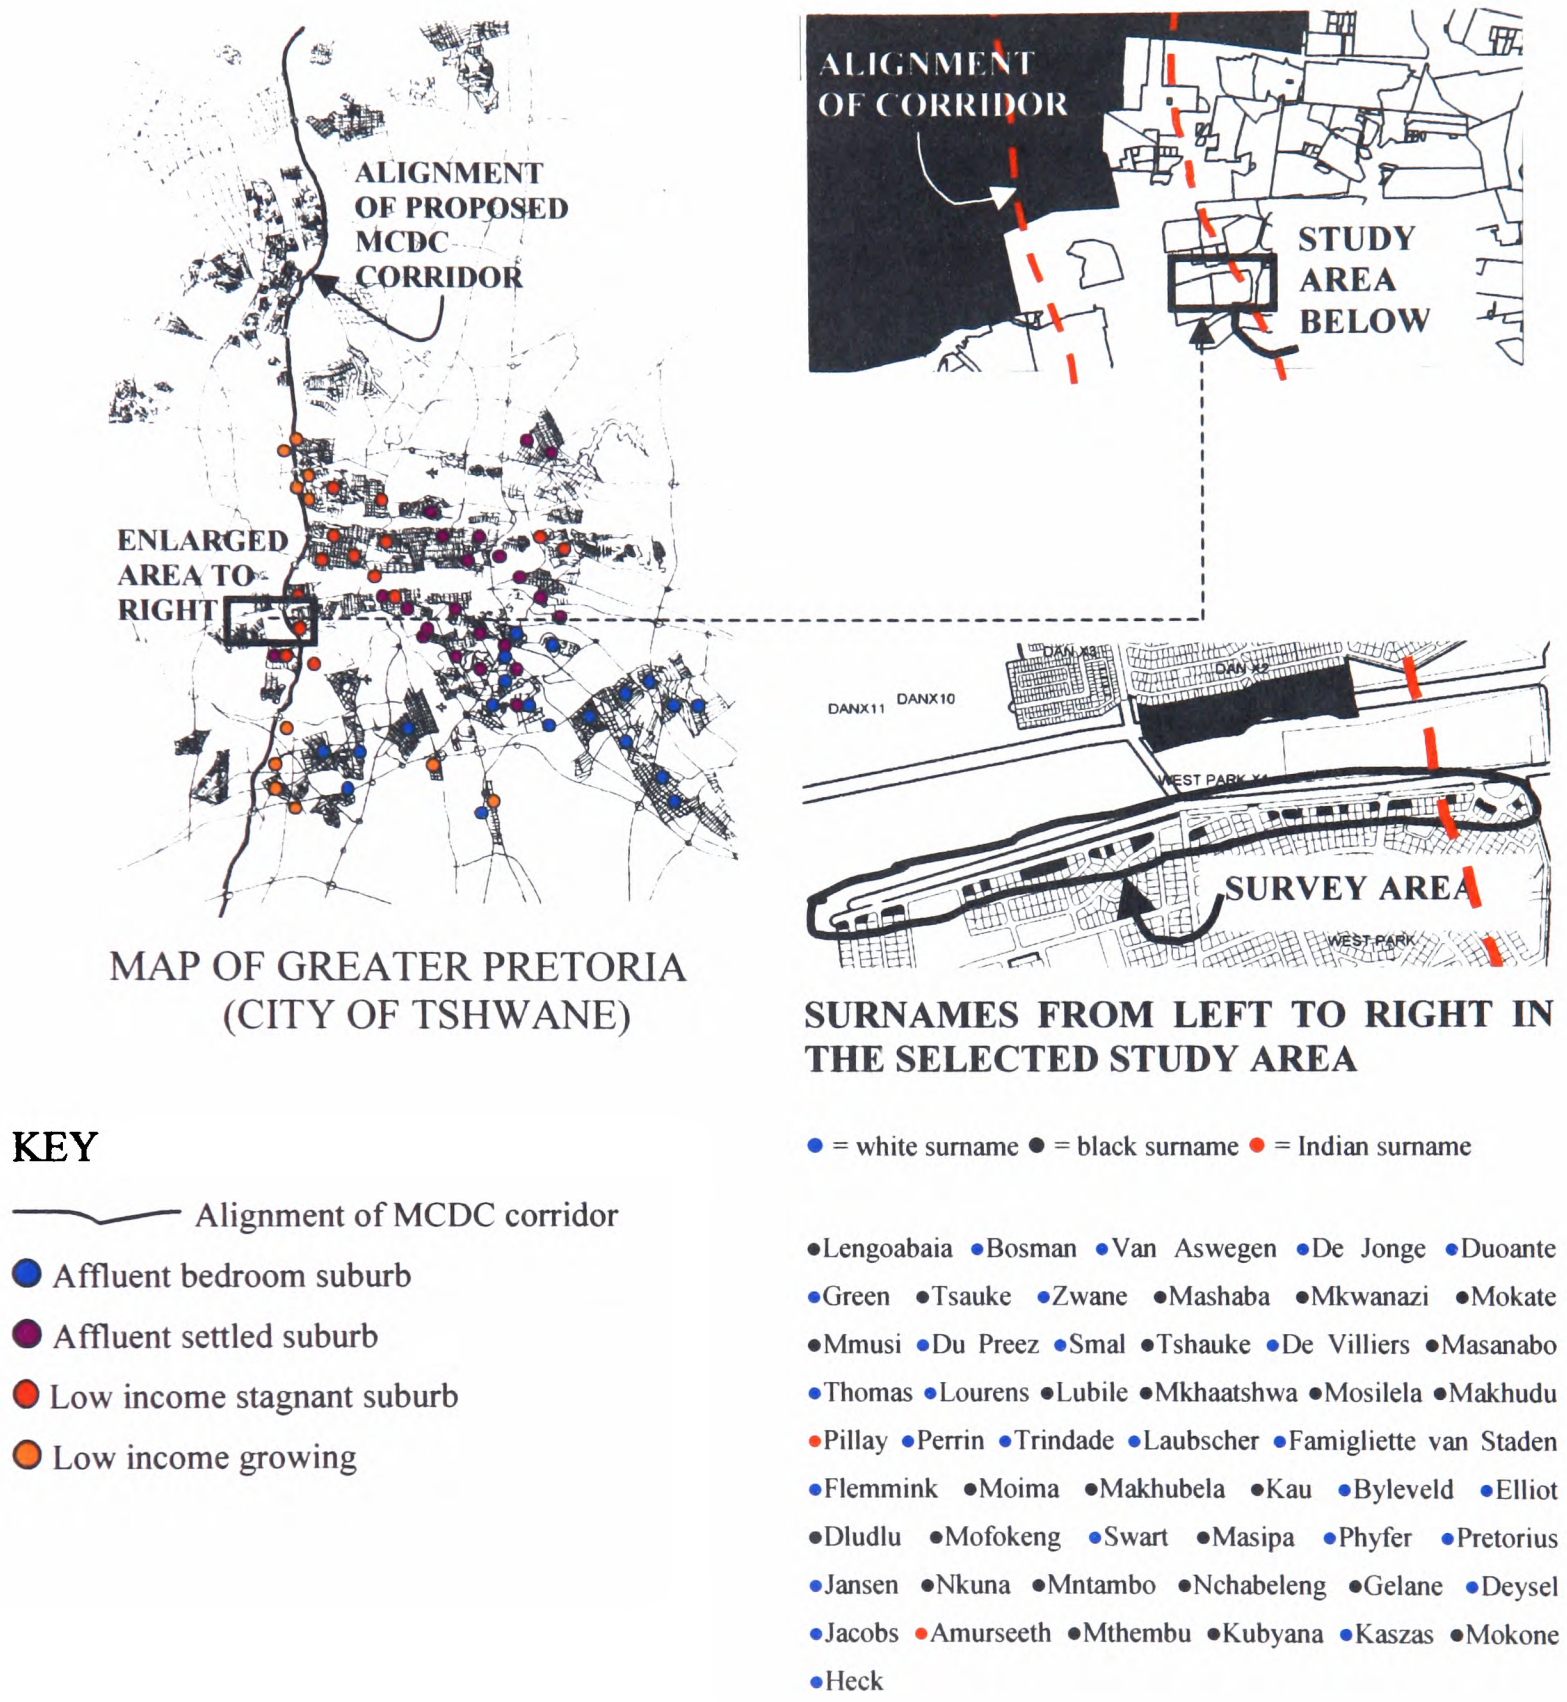 ALIGNMENT
OF PROPOSED
MCDC
CORRIDOR
ENLARGED
AREA TO
RIGHT
MAP OF GREATER PRETORIA
(CITY OF TSHWANE)
KEY
Alignment of MCDC corridor
Affluent bedroom suburb
Affluent settled suburb
Low income stagnant suburb
Low income growing
ALIGNMENT
OF CORRIDOR
STUDY
AREA
BELOW
DAN X3
DAN X2
DANX11 DANX10
WEST PARK X1
SURVEY AREA
WEST PARK
SURNAMES FROM LEFT TO RIGHT IN
THE SELECTED STUDY AREA
● = white surname ● = black surname ● = Indian surname
●Lengoabaia ●Bosman ●Van Aswegen ●De Jonge ●Duoante
●Green ●Tsauke ●Zwane ●Mashaba ●Mkwanazi ●Mokate
●Mmusi ●Du Preez ●Smal ●Tshauke ●De Villiers ●Masanabo
●Thomas ●Lourens ●Lubile ●Mkhaatshwa ●Mosilela ●Makhudu
●Pillay ●Perrin ●Trindade ●Laubscher ●Famigliette van Staden
●Flemmink ●Moima ●Makhubela ●Kau ●Byleveld ●Elliot
●Dludlu ●Mofokeng ●Swart ●Masipa ●Phyfer ●Pretorius
●Jansen ●Nkuna ●Mntambo ●Nchabeleng ●Gelane ●Deysel
●Jacobs ●Amurseeth ●Mthembu ●Kubyana ●Kaszas ●Mokone
●Heck